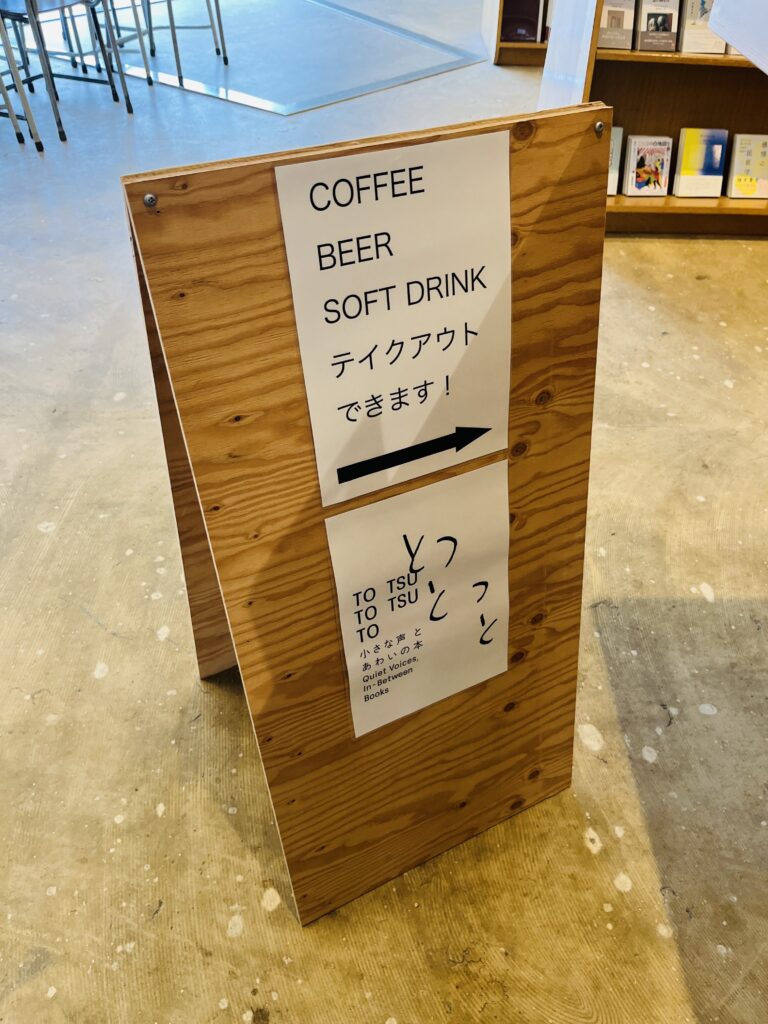 COFFEE
BEER
SOFT DRINK
テイクアウト
できます!
とつ
とつ
と
TO TSU
TO TSU
TO
小さな声と
あわいの本
Quiet Voices,
In-Between
Books